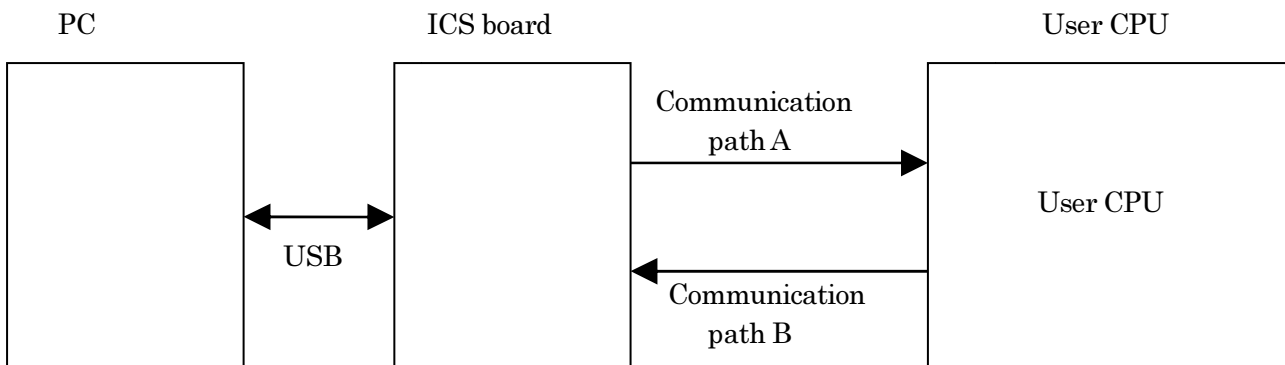 PC
ICS board
User CPU
Communication
path A
User CPU
USB
Communication
path B